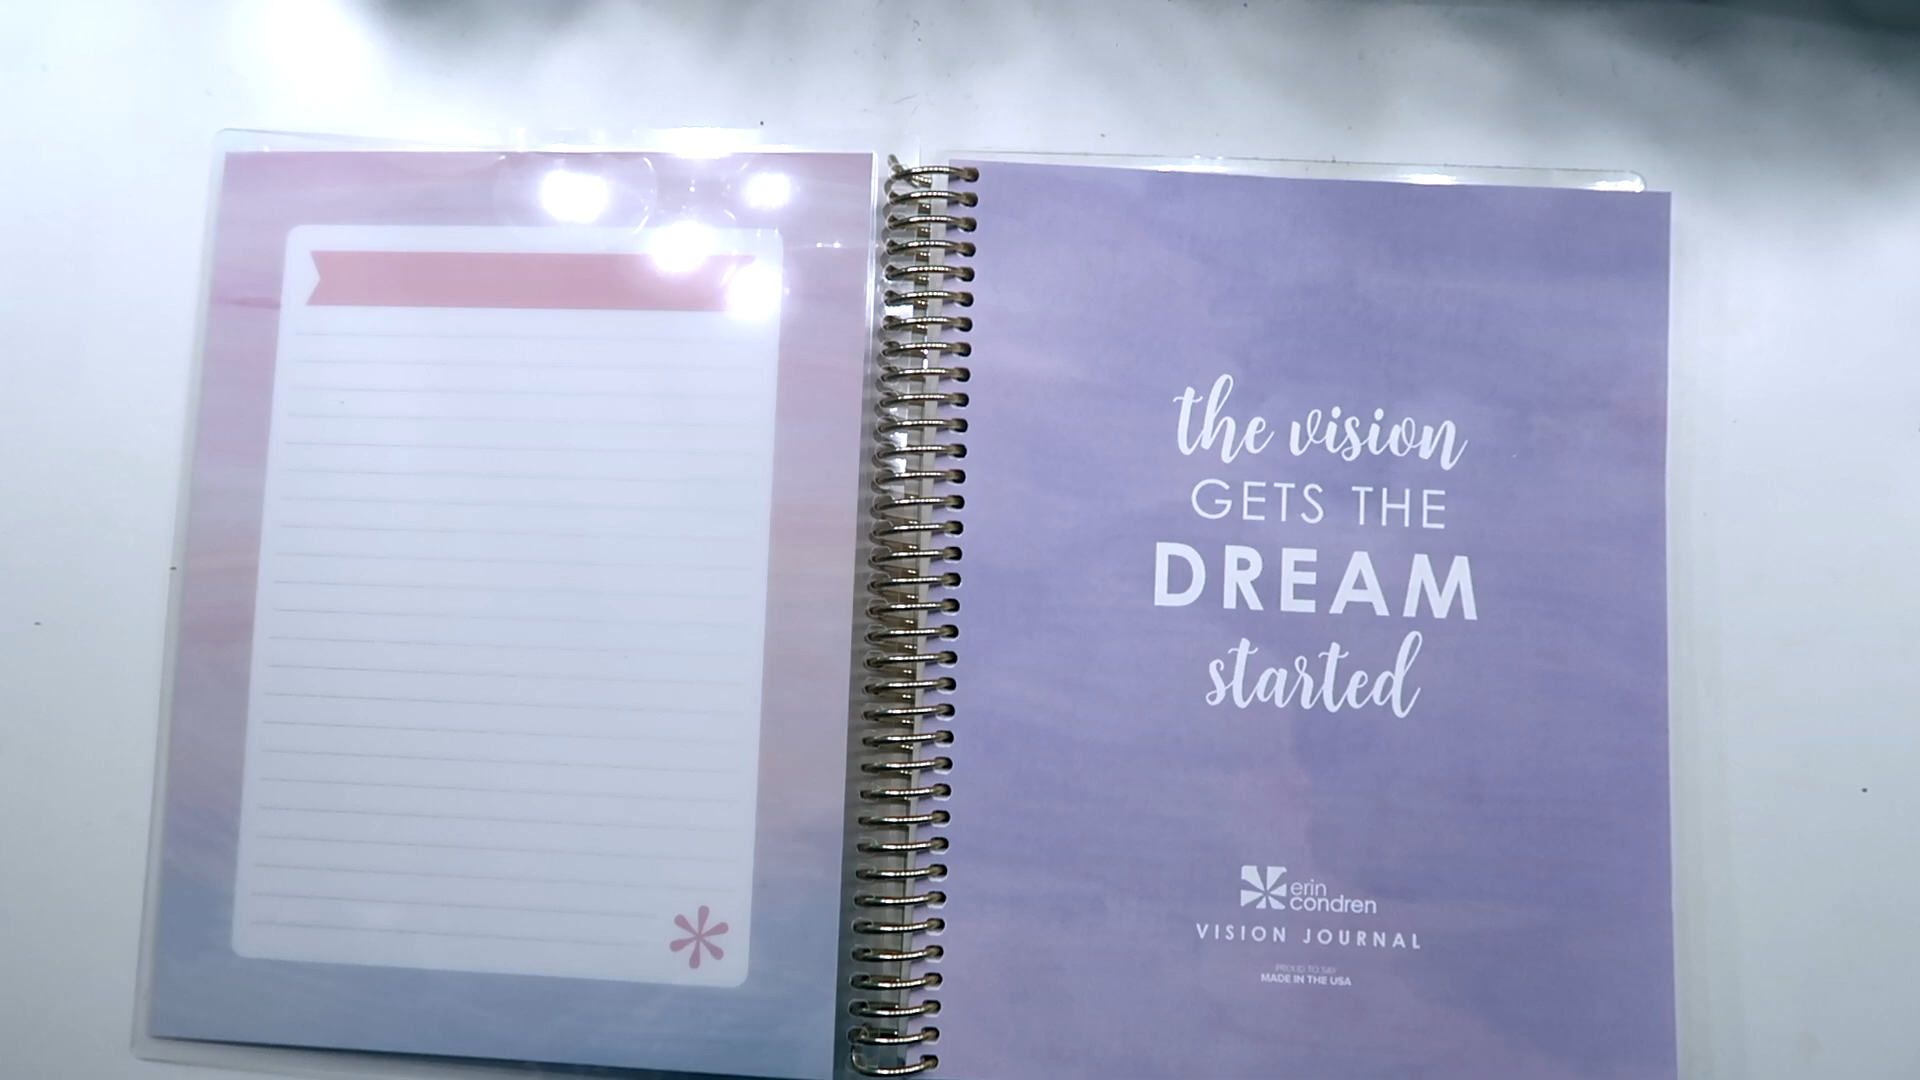 the vision
GETS THE
DREAM
started
erin
condren
VISION JOURNAL
PROUD TO SAY
MADE IN THE USA